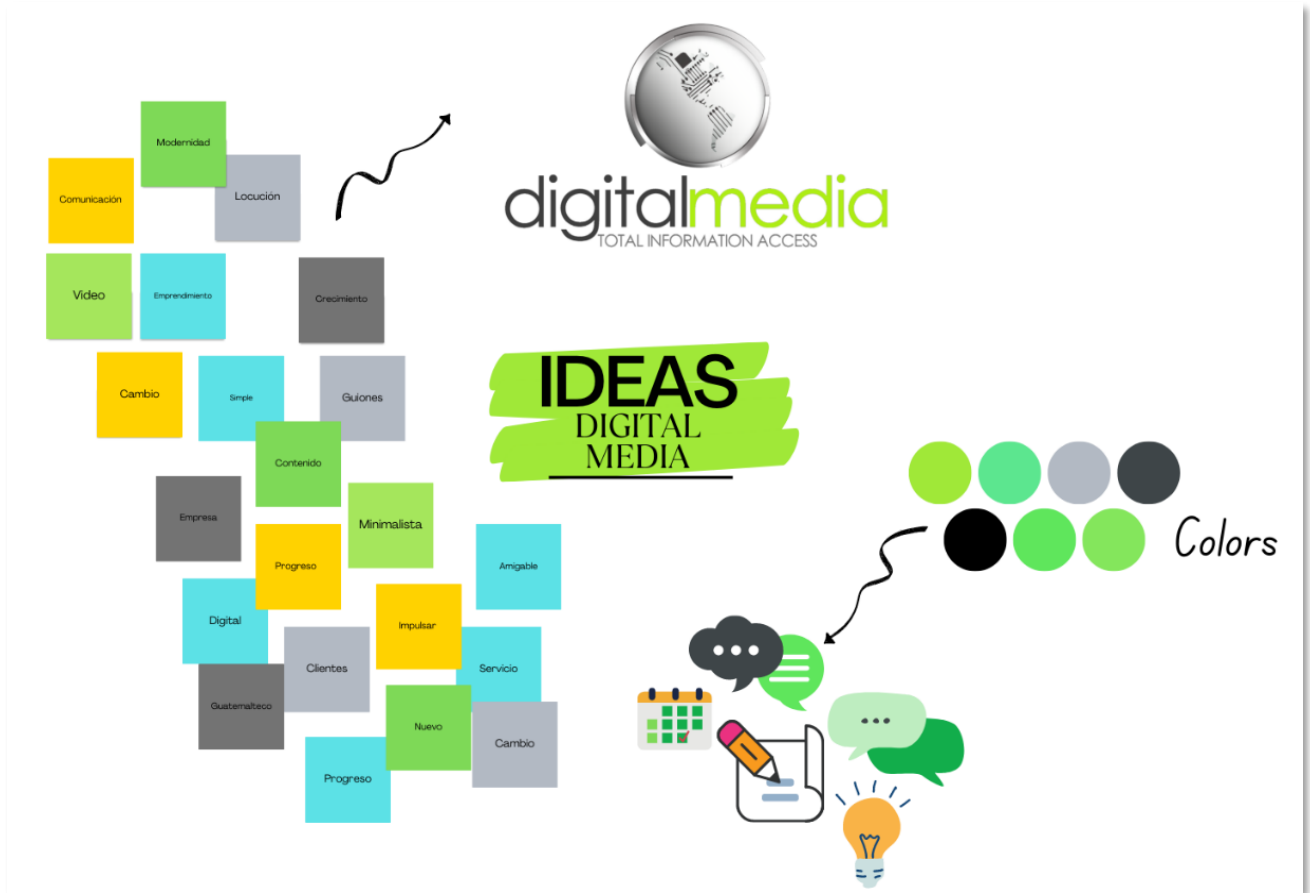 digitalmedia
TOTAL INFORMATION ACCESS
Modernidad
Comunicación
Locución
Video
Emprendimiento
Crecimiento
Cambio
Simple
Guiones
Contenido
Empresa
Minimalista
Progreso
Amigable
Digital
Impulsar
Clientes
Servicio
Guatemalteco
Nuevo
Cambio
Progreso
IDEAS
DIGITAL
MEDIA
Colors